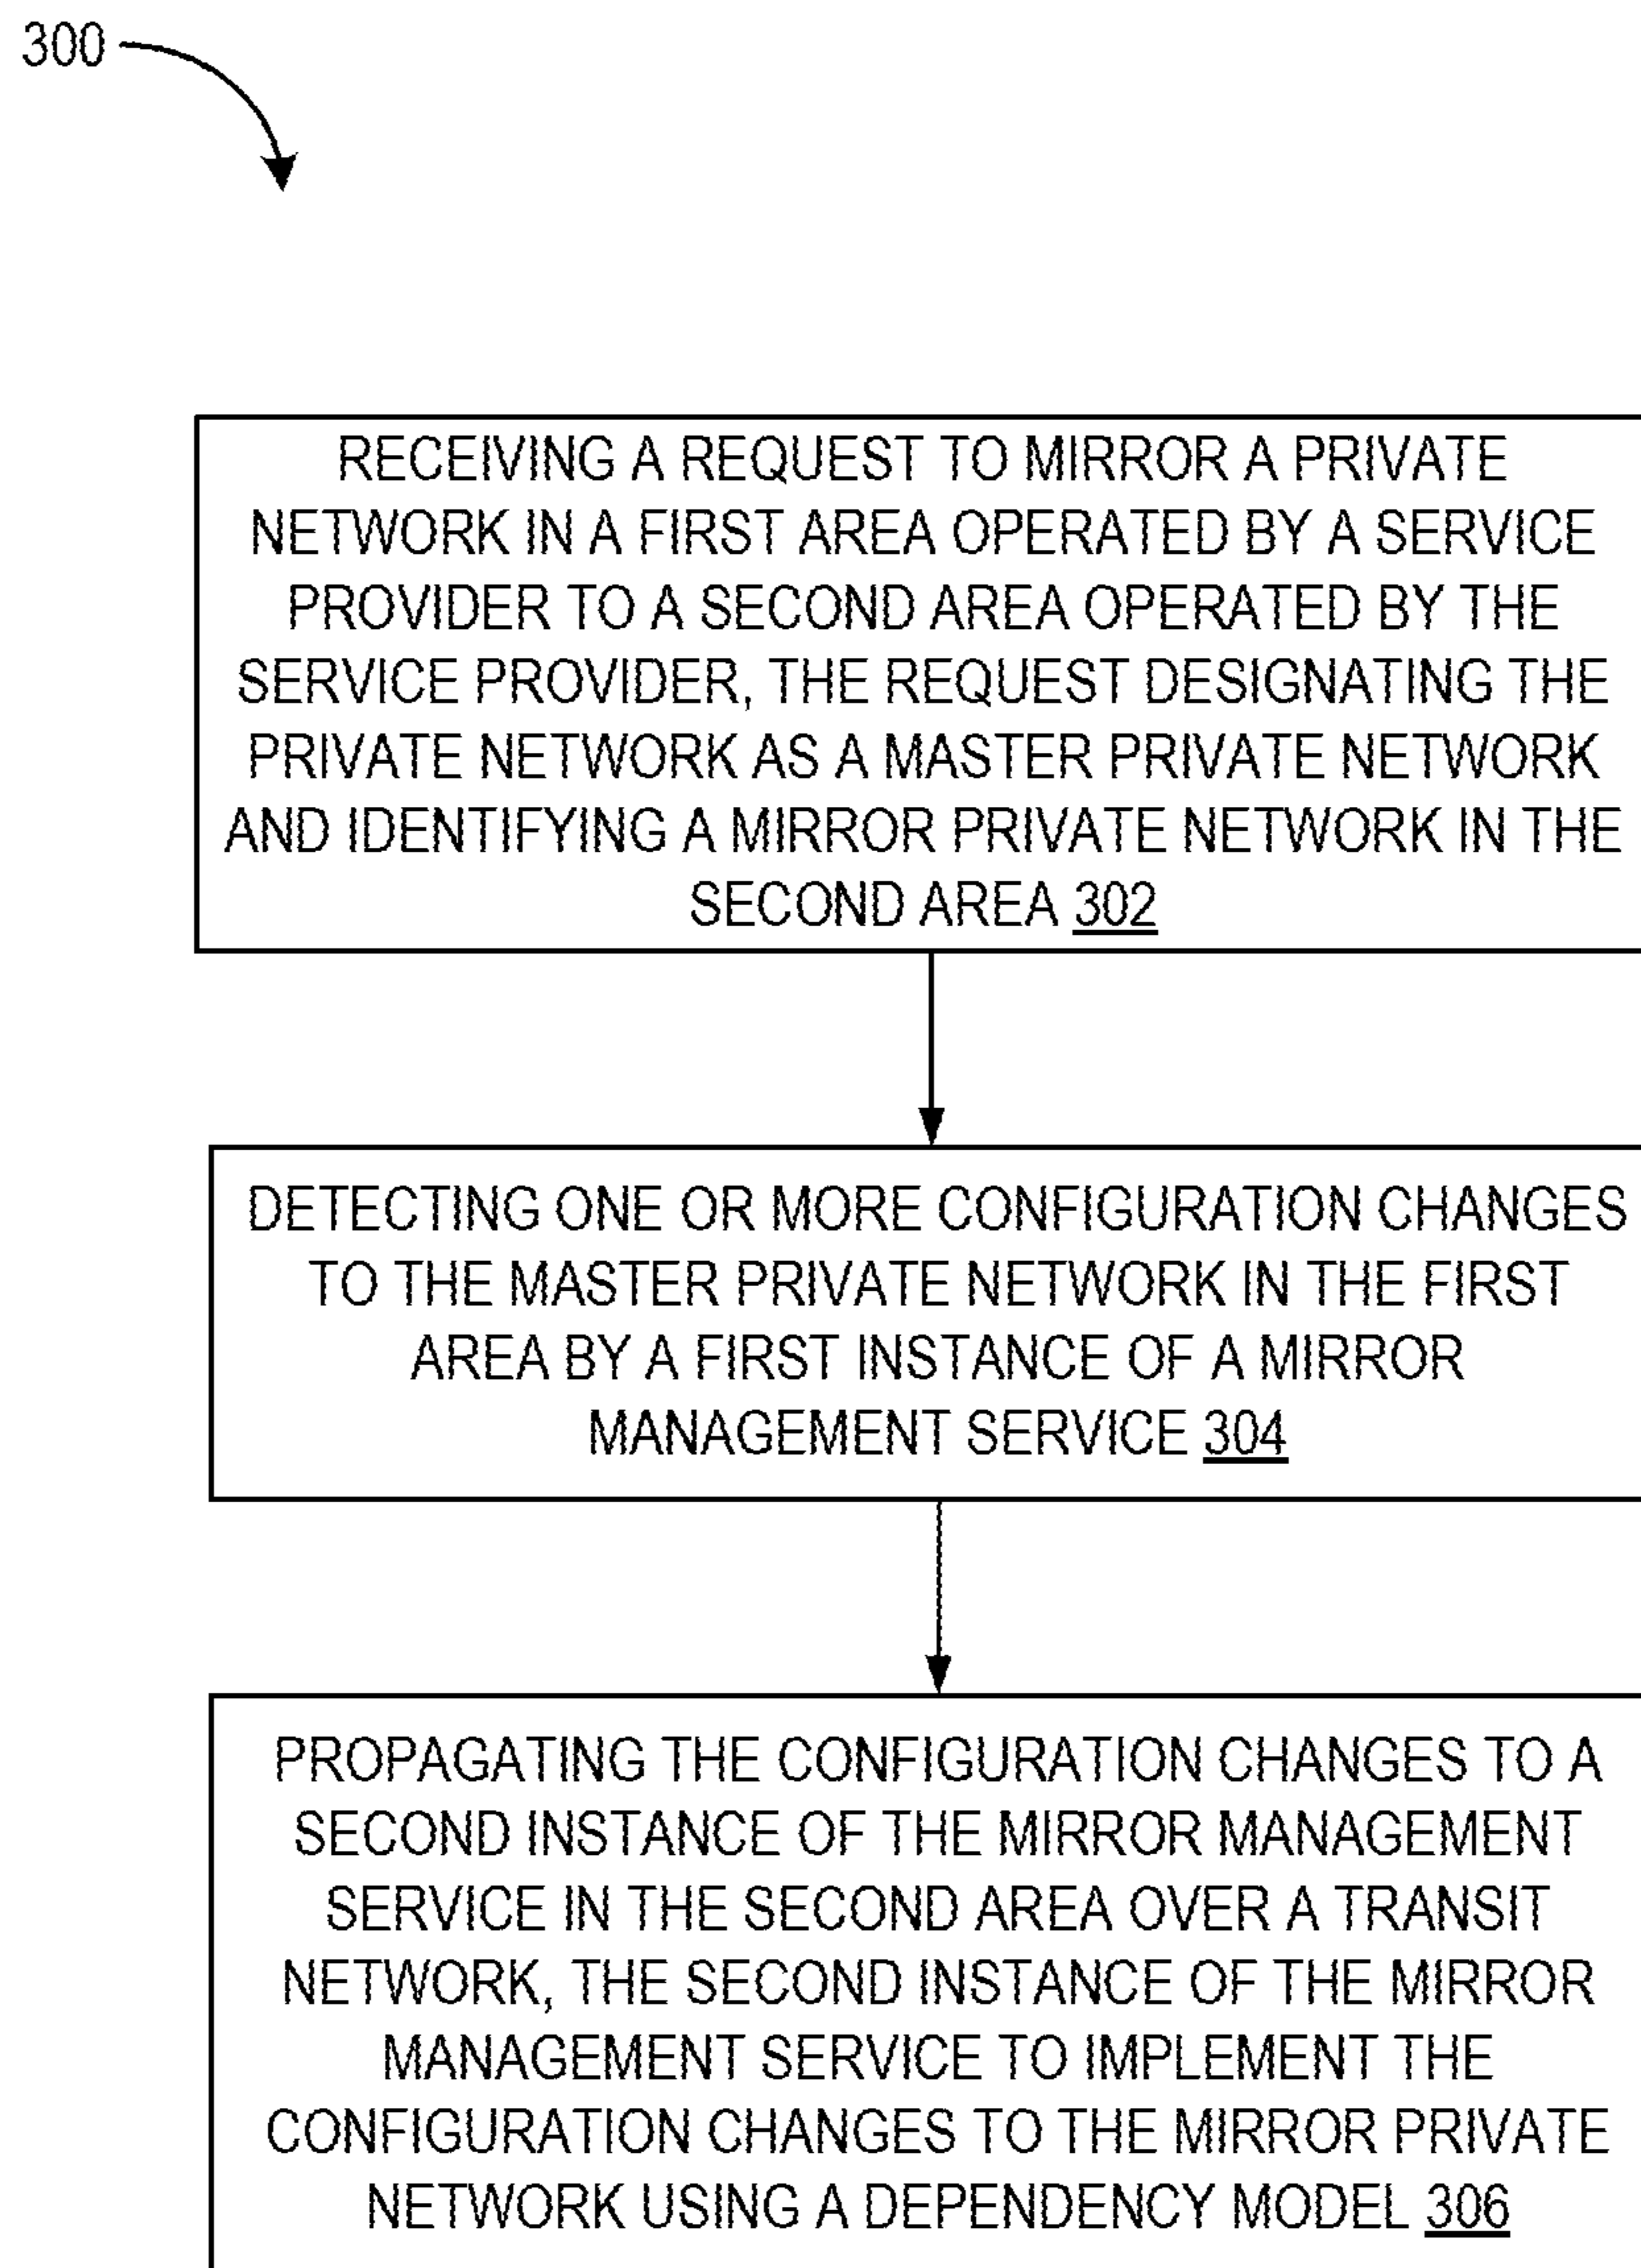 300
RECEIVING A REQUEST TO MIRROR A PRIVATE
NETWORK IN A FIRST AREA OPERATED BY A SERVICE
PROVIDER TO A SECOND AREA OPERATED BY THE
SERVICE PROVIDER, THE REQUEST DESIGNATING THE
PRIVATE NETWORK AS A MASTER PRIVATE NETWORK
AND IDENTIFYING A MIRROR PRIVATE NETWORK IN THE
SECOND AREA 302
DETECTING ONE OR MORE CONFIGURATION CHANGES
TO THE MASTER PRIVATE NETWORK IN THE FIRST
AREA BY A FIRST INSTANCE OF A MIRROR
MANAGEMENT SERVICE 304
PROPAGATING THE CONFIGURATION CHANGES TO A
SECOND INSTANCE OF THE MIRROR MANAGEMENT
SERVICE IN THE SECOND AREA OVER A TRANSIT
NETWORK, THE SECOND INSTANCE OF THE MIRROR
MANAGEMENT SERVICE TO IMPLEMENT THE
CONFIGURATION CHANGES TO THE MIRROR PRIVATE
NETWORK USING A DEPENDENCY MODEL 306